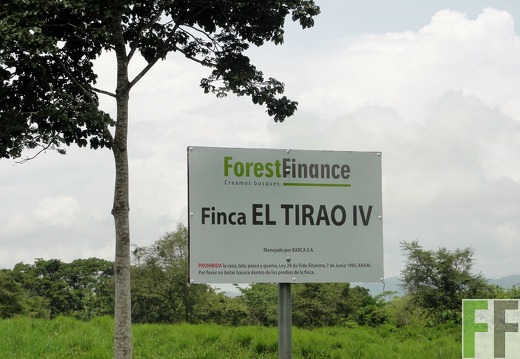 ForestFinance
Creamos bosques.
Finca EL TIRAO IV
Manejado por BARCA S.A.
PROHIBIDA la caza, tala, pesca y quema. Ley 24 de Vida Silvestre, 7 de Junio 1995, ANAM.
Por favor no botar basura dentro de los predios de la finca.
FF